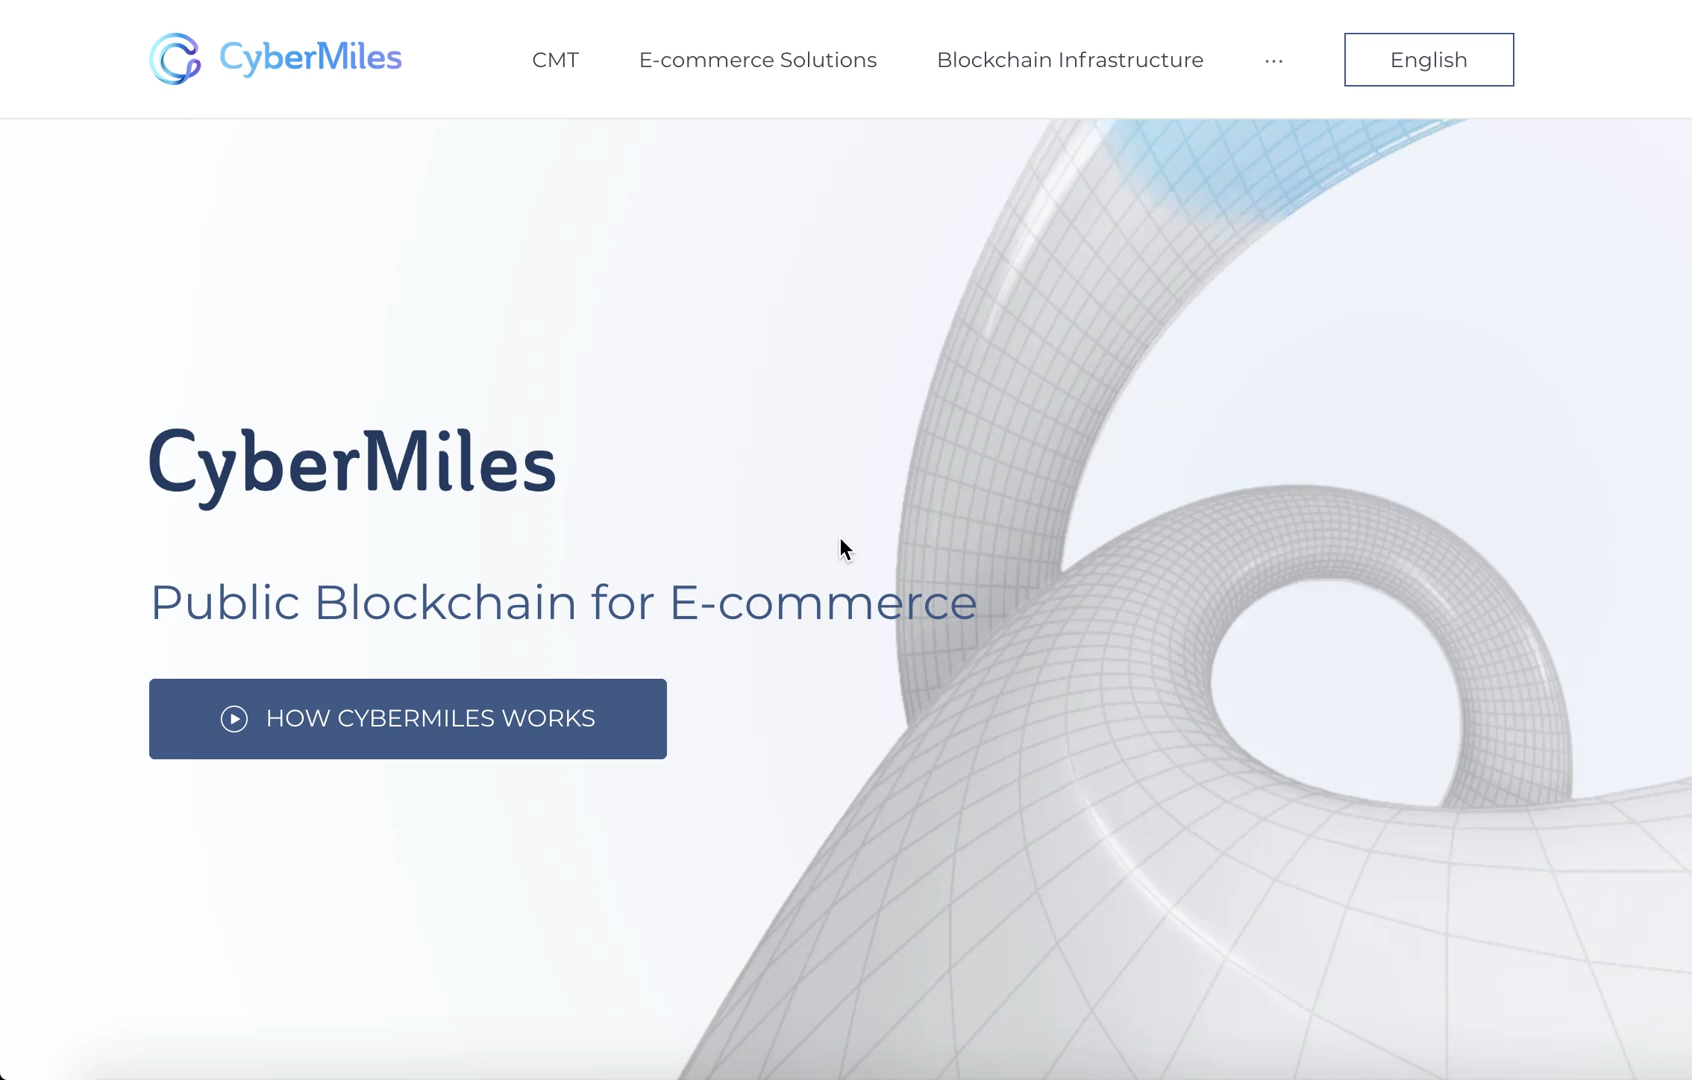 CyberMiles
CMT
E-commerce Solutions
Blockchain Infrastructure
...
English
CyberMiles
Public Blockchain for E-commerce
HOW CYBERMILES WORKS